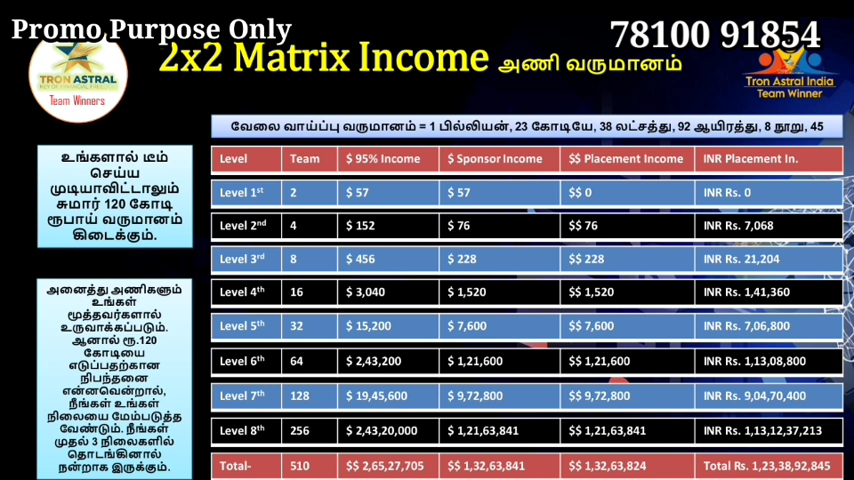 Promo Purpose Only
78100 91854
TRON ASTRAL
Team Winners
2x2 Matrix Income அணி வருமானம்
Tron Astral India
Team Winner
வேலை வாய்ப்பு வருமானம் = 1 பில்லியன், 23 கோடியே, 38 லட்சத்து, 92 ஆயிரத்து, 8 நூறு, 45
உங்களால் டீம்
செய்ய
முடியாவிட்டாலும்
சுமார் 120 கோடி
ரூபாய் வருமானம்
கிடைக்கும்.
அனைத்து அணிகளும்
உங்கள்
மூத்தவர்களால்
உருவாக்கப்படும்.
ஆனால் ரூ.120
கோடியை
எடுப்பதற்கான
நிபந்தனை
என்னவென்றால்,
நீங்கள் உங்கள்
நிலையை மேம்படுத்த
வேண்டும். நீங்கள்
முதல் 3 நிலைகளில்
தொடங்கினால்
நன்றாக இருக்கும்.
Level Team $ 95% Income $ Sponsor Income $$ Placement Income INR Placement In.
Level 1st 2 $ 57 $ 57 $$ 0 INR Rs. 0
Level 2nd 4 $ 152 $ 76 $$ 76 INR Rs. 7,068
Level 3rd 8 $ 456 $ 228 $$ 228 INR Rs. 21,204
Level 4th 16 $ 3,040 $ 1,520 $$ 1,520 INR Rs. 1,41,360
Level 5th 32 $ 15,200 $ 7,600 $$ 7,600 INR Rs. 7,06,800
Level 6th 64 $ 2,43,200 $ 1,21,600 $$ 1,21,600 INR Rs. 1,13,08,800
Level 7th 128 $ 19,45,600 $ 9,72,800 $$ 9,72,800 INR Rs. 9,04,70,400
Level 8th 256 $ 2,43,20,000 $ 1,21,63,841 $$ 1,21,63,841 INR Rs. 1,13,12,37,213
Total- 510 $$ 2,65,27,705 $$ 1,32,63,841 $$ 1,32,63,824 Total Rs. 1,23,38,92,845